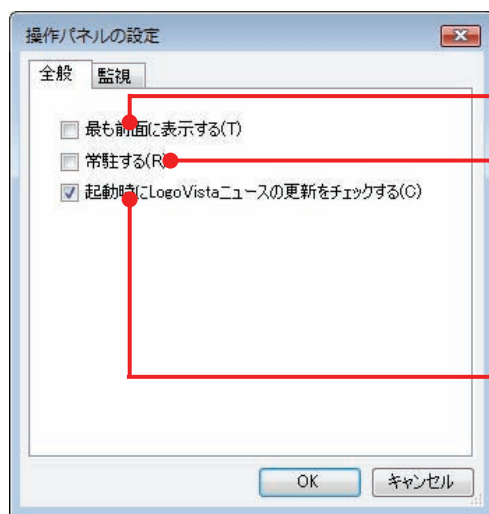 操作パネルの設定
全般 監視
最も前面に表示する(T)
常駐する(R)
起動時にLogoVistaニュースの更新をチェックする(C)
OK キャンセル